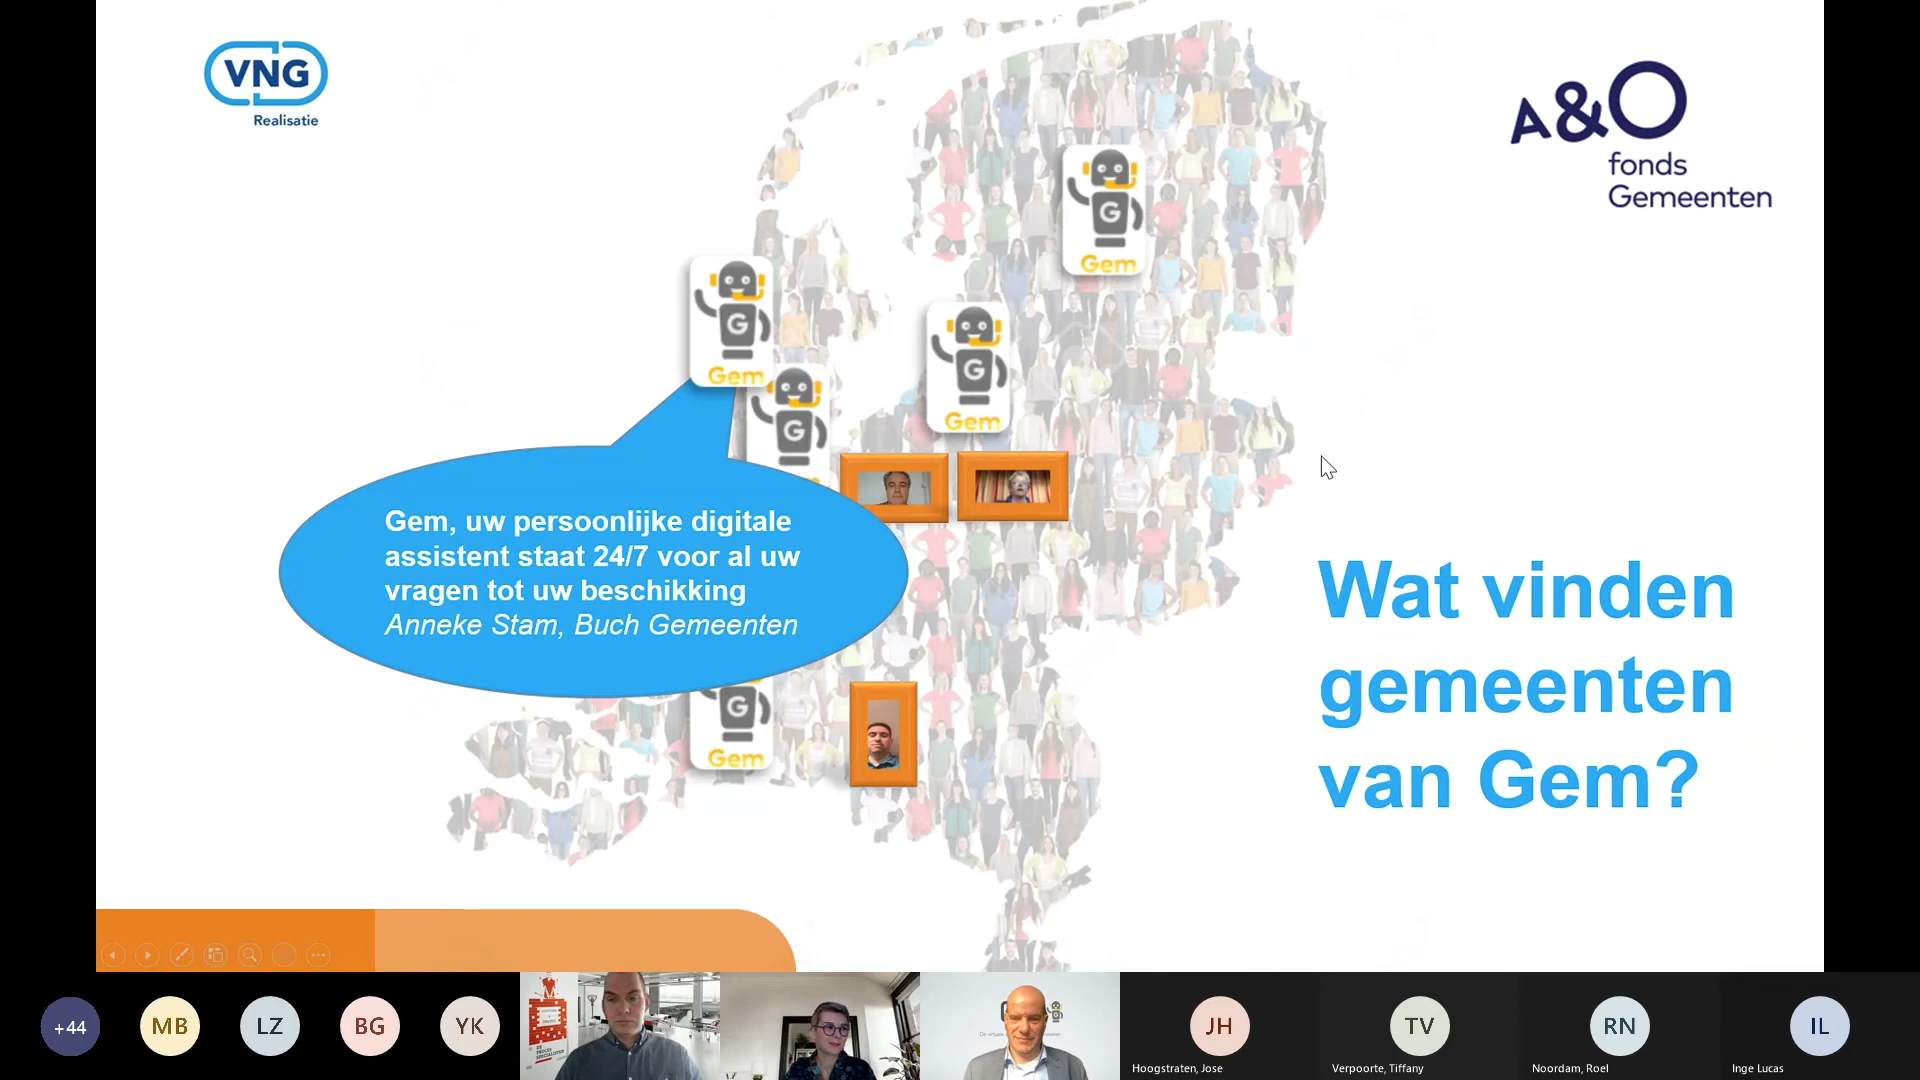 VNG
Realisatie
A&O
fonds
Gemeenten
G
Gem
G
Gem
G
Gem
G
Gem, uw persoonlijke digitale
assistent staat 24/7 voor al uw
vragen tot uw beschikking
Anneke Stam, Buch Gemeenten
G
Gem
Wat vinden
gemeenten
van Gem?
+44
MB
LZ
BG
YK
JH
Hoogstraten, Jose
TV
Verpoorte, Tiffany
RN
Noordam, Roel
IL
Inge Lucas